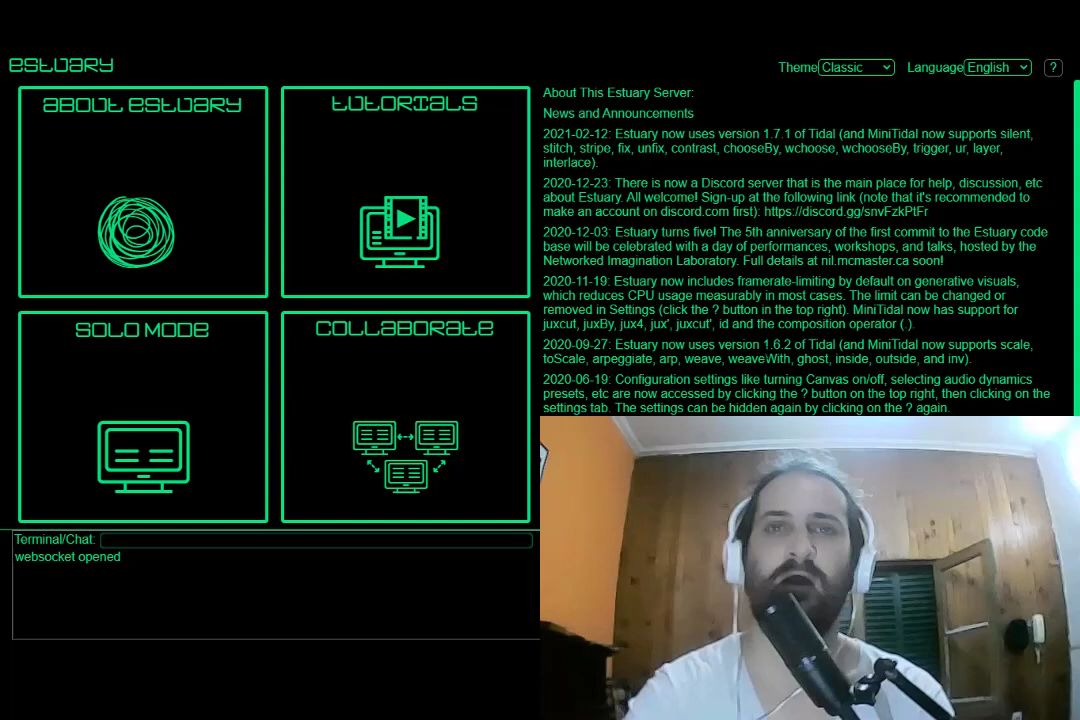 estuary
Theme Classic Language English ?
about estuary
tutorials
solo mode
collaborate
About This Estuary Server:
News and Announcements
2021-02-12: Estuary now uses version 1.7.1 of Tidal (and MiniTidal now supports silent,
stitch, stripe, fix, unfix, contrast, chooseBy, wchoose, wchooseBy, trigger, ur, layer,
interlace).
2020-12-23: There is now a Discord server that is the main place for help, discussion, etc
about Estuary. All welcome! Sign-up at the following link (note that it's recommended to
make an account on discord.com first): https://discord.gg/snvFzkPtFr
2020-12-03: Estuary turns five! The 5th anniversary of the first commit to the Estuary code
base will be celebrated with a day of performances, workshops, and talks, hosted by the
Networked Imagination Laboratory. Full details at nil.mcmaster.ca soon!
2020-11-19: Estuary now includes framerate-limiting by default on generative visuals,
which reduces CPU usage measurably in most cases. The limit can be changed or
removed in Settings (click the ? button in the top right). MiniTidal now has support for
juxcut, juxBy, jux4, jux', juxcut', id and the composition operator (.).
2020-09-27: Estuary now uses version 1.6.2 of Tidal (and MiniTidal now supports scale,
toScale, arpeggiate, arp, weave, weaveWith, ghost, inside, outside, and inv).
2020-06-19: Configuration settings like turning Canvas on/off, selecting audio dynamics
presets, etc are now accessed by clicking the ? button on the top right, then clicking on the
settings tab. The settings can be hidden again by clicking on the ? again.
Terminal/Chat:
websocket opened